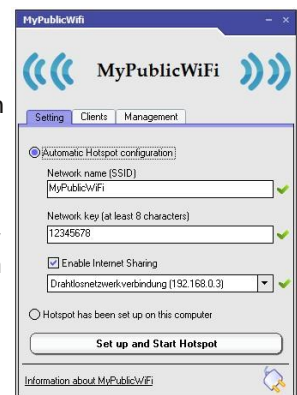 MyPublicWifi
MyPublicWiFi
Setting Clients Management
Automatic Hotspot configuration
Network name (SSID)
MyPublicWiFi
Network key (at least 8 characters)
12345678
Enable Internet Sharing
Drahtlosnetzwerkverbindung (192.168.0.3)
Hotspot has been set up on this computer
Set up and Start Hotspot
Information about MyPublicWiFi